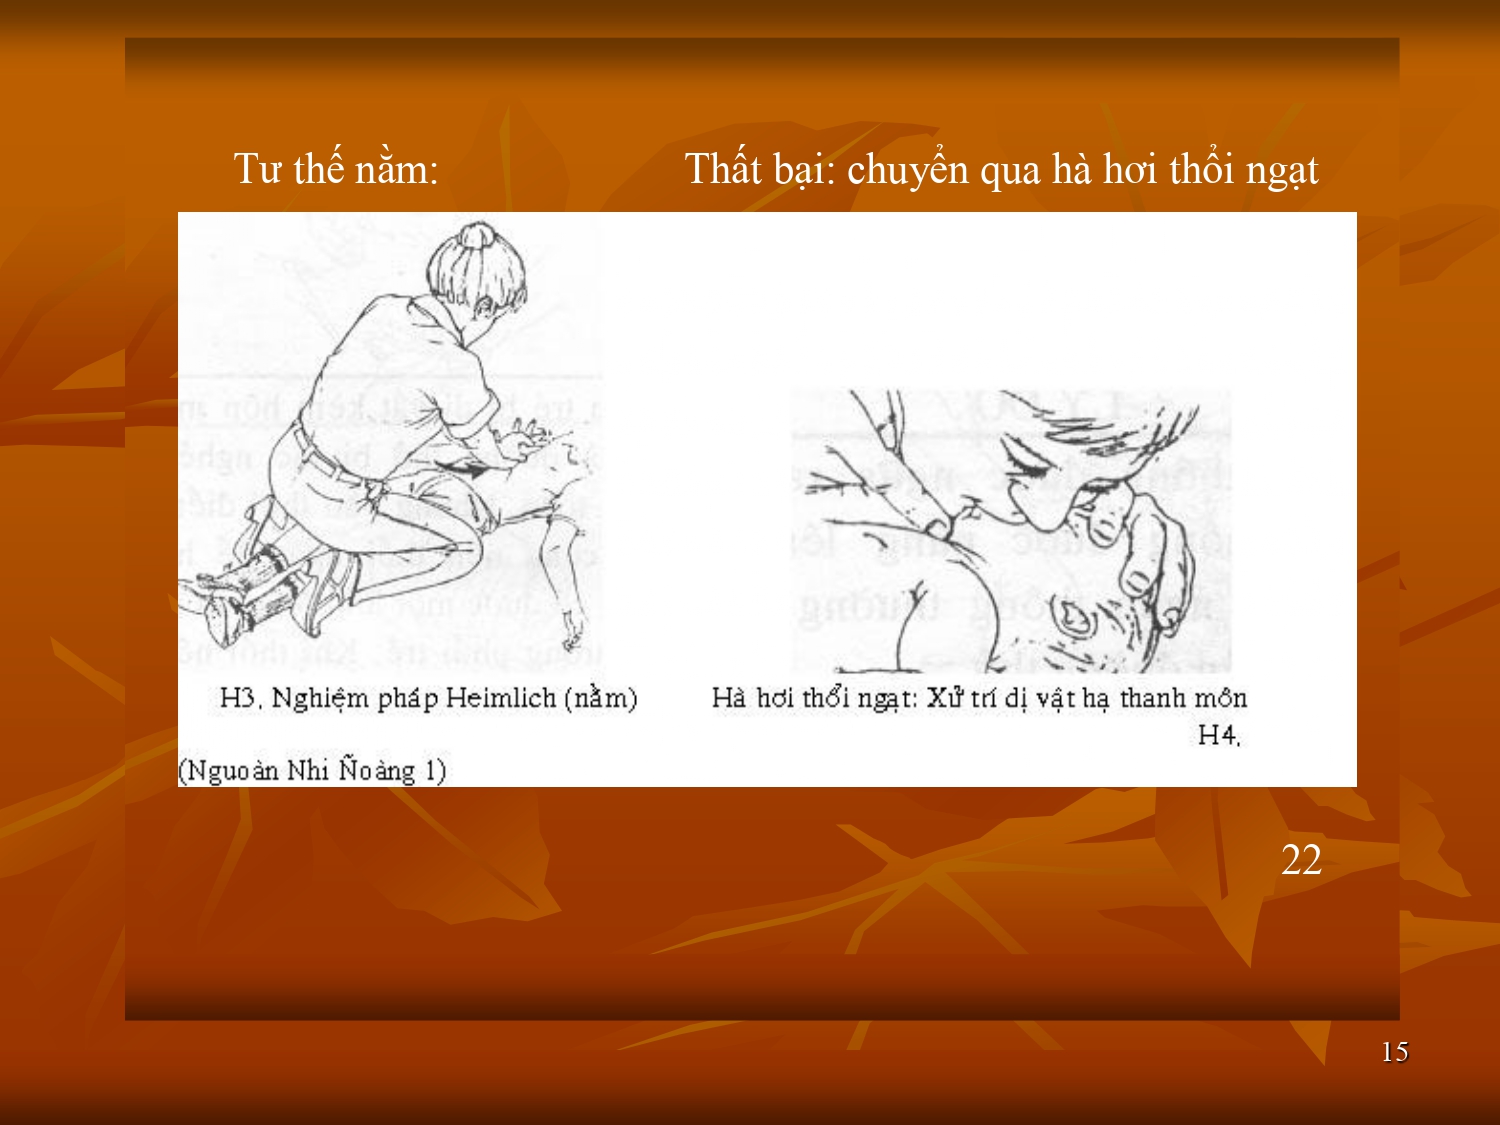 Tư thế nằm:
Thất bại: chuyển qua hà hơi thổi ngạt
H3. Nghiệm pháp Heimlich (nằm)
Hà hơi thổi ngạt: Xử trí dị vật hạ thanh môn
H4.
(Nguoàn Nhi Ñoàng 1)
22
15